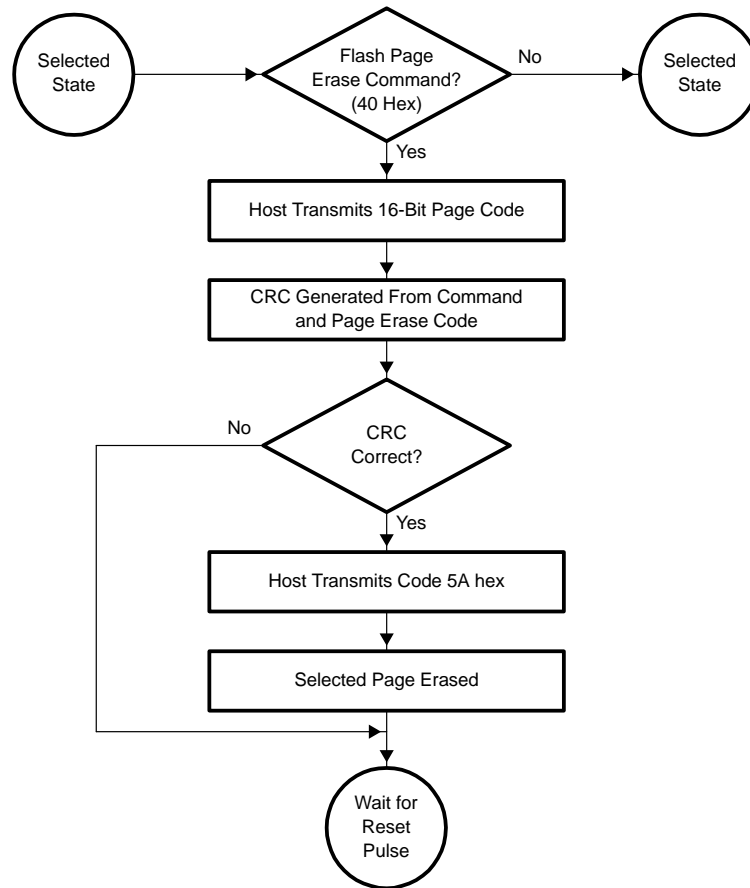 Selected
State
Flash Page
Erase Command?
(40 Hex)
No
Selected
State
Yes
Host Transmits 16-Bit Page Code
CRC Generated From Command
and Page Erase Code
No
CRC
Correct?
Yes
Host Transmits Code 5A hex
Selected Page Erased
Wait for
Reset
Pulse